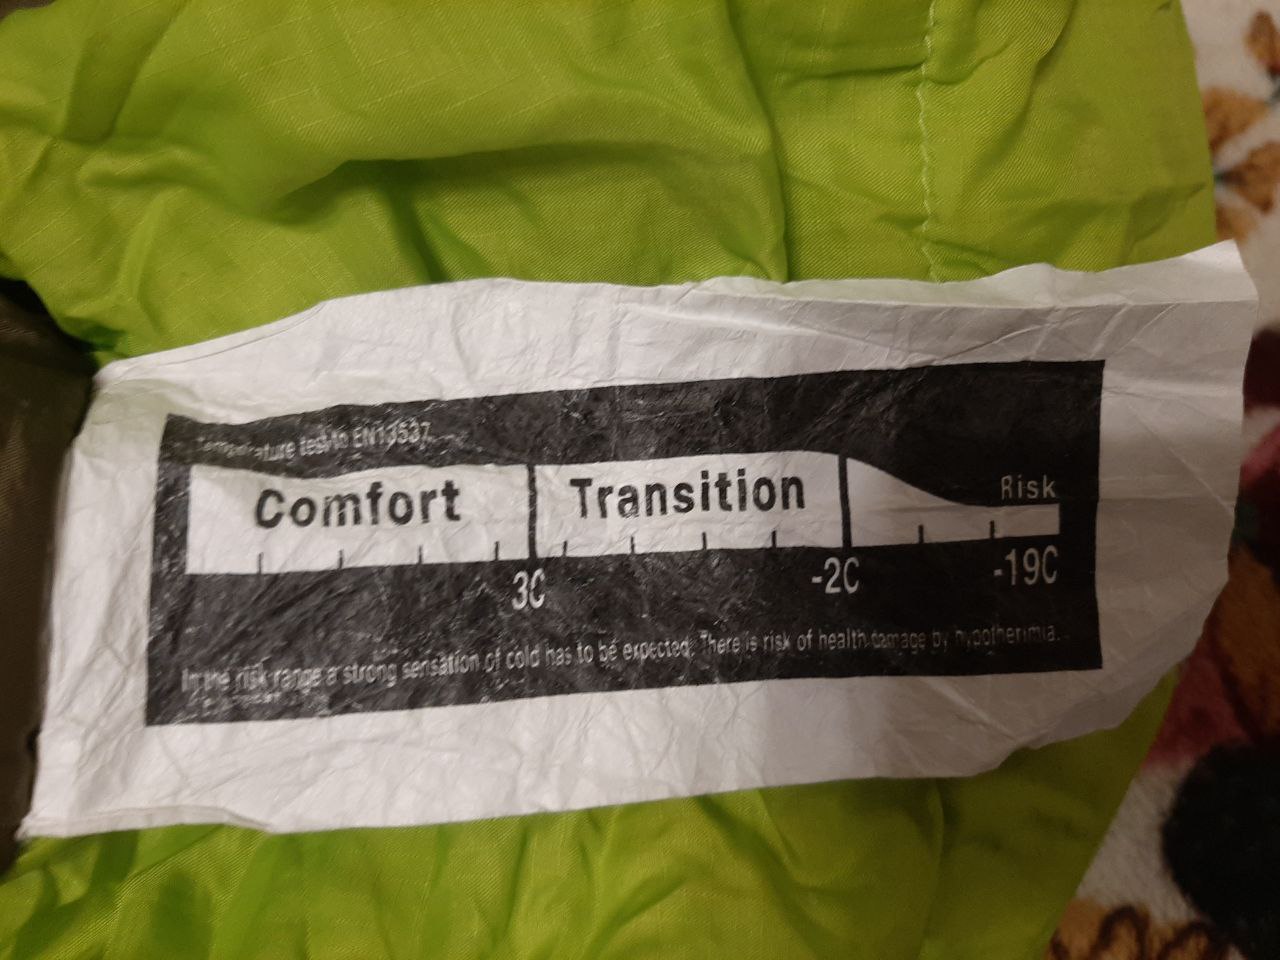 Temperature test to EN13537
Comfort Transition Risk
3C -2C -19C
In the risk range a strong sensation of cold has to be expected. There is risk of health damage by hypotherimia.